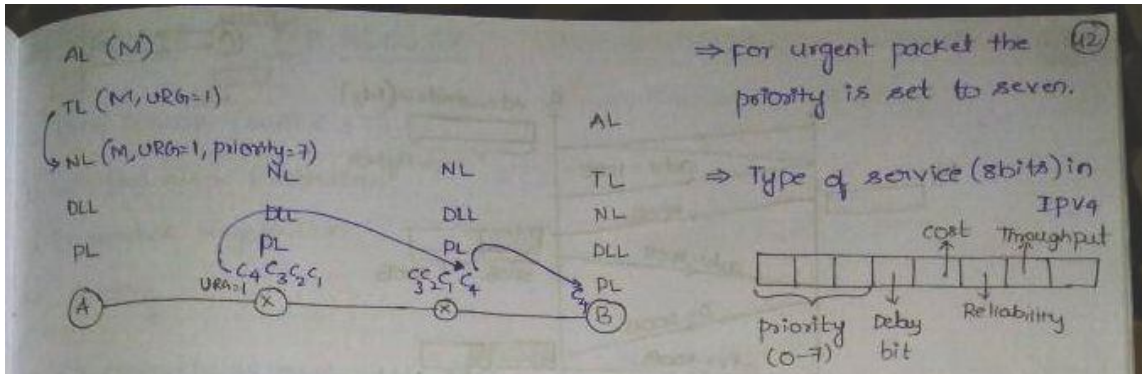 AL (M)
TL (M, URG=1)
NL (M, URG=1, priority=7)
DLL
PL
A
NL
DLL
PL
URG=1
C4 C3 C2 C1
X
NL
DLL
PL
C3 C2 C1 C4
X
AL
TL
NL
DLL
PL
C4
B
42
⇒ For urgent packet the
priority is set to seven.
⇒ Type of service (8bits) in
IPV4
cost Throughput
priority
(0-7)
Delay
bit
Reliability